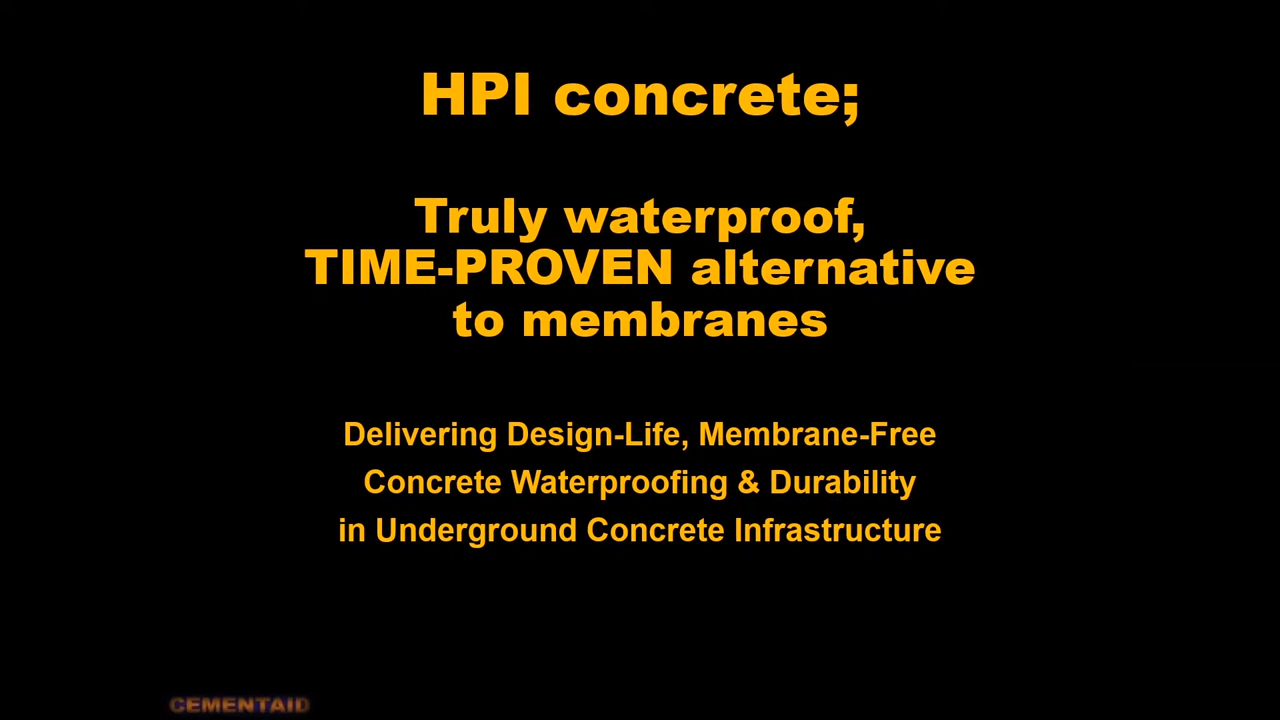 HPI concrete;
Truly waterproof,
TIME-PROVEN alternative
to membranes
Delivering Design-Life, Membrane-Free
Concrete Waterproofing & Durability
in Underground Concrete Infrastructure
CEMENTAID